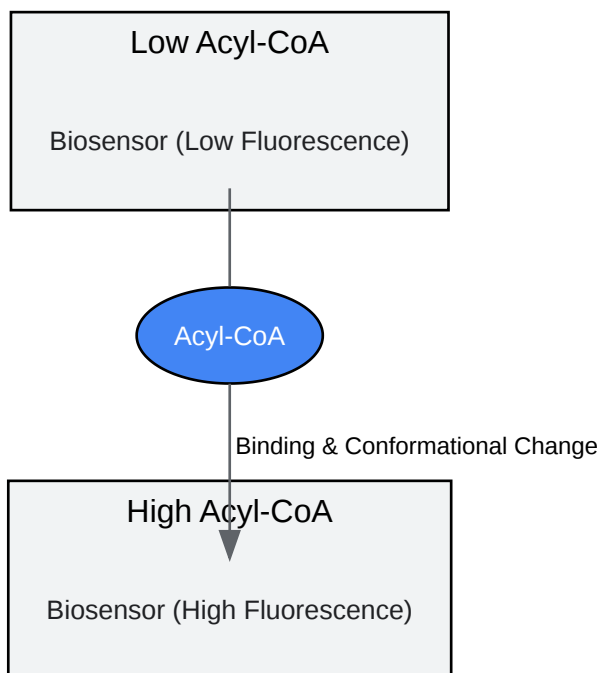 Low Acyl-CoA
Biosensor (Low Fluorescence)
Acyl-CoA
Binding & Conformational Change
High Acyl-CoA
Biosensor (High Fluorescence)